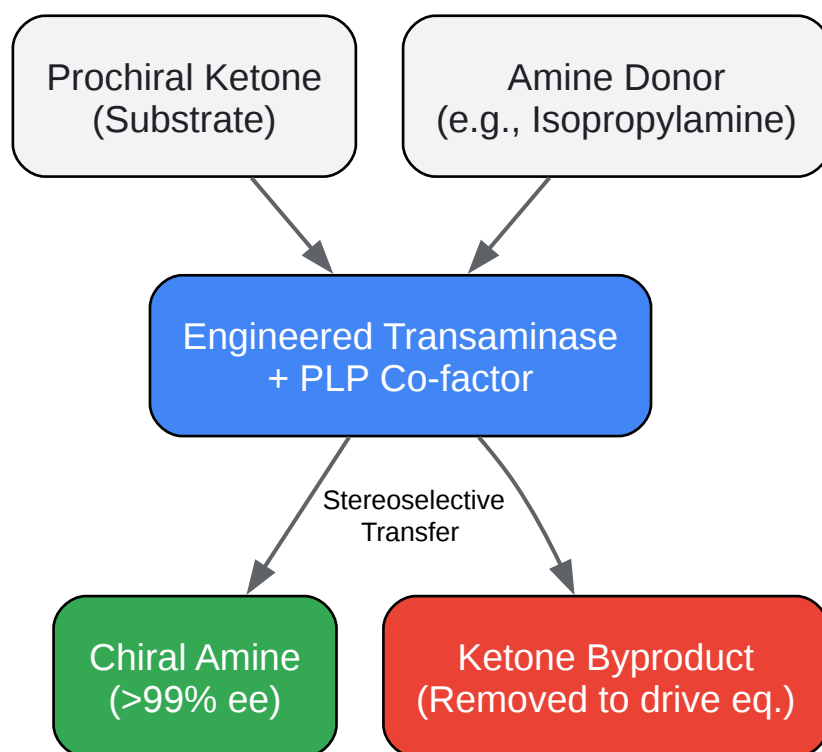 Prochiral Ketone
(Substrate)
Amine Donor
(e.g., Isopropylamine)
Engineered Transaminase
+ PLP Co-factor
Stereoselective
Transfer
Chiral Amine
(>99% ee)
Ketone Byproduct
(Removed to drive eq.)